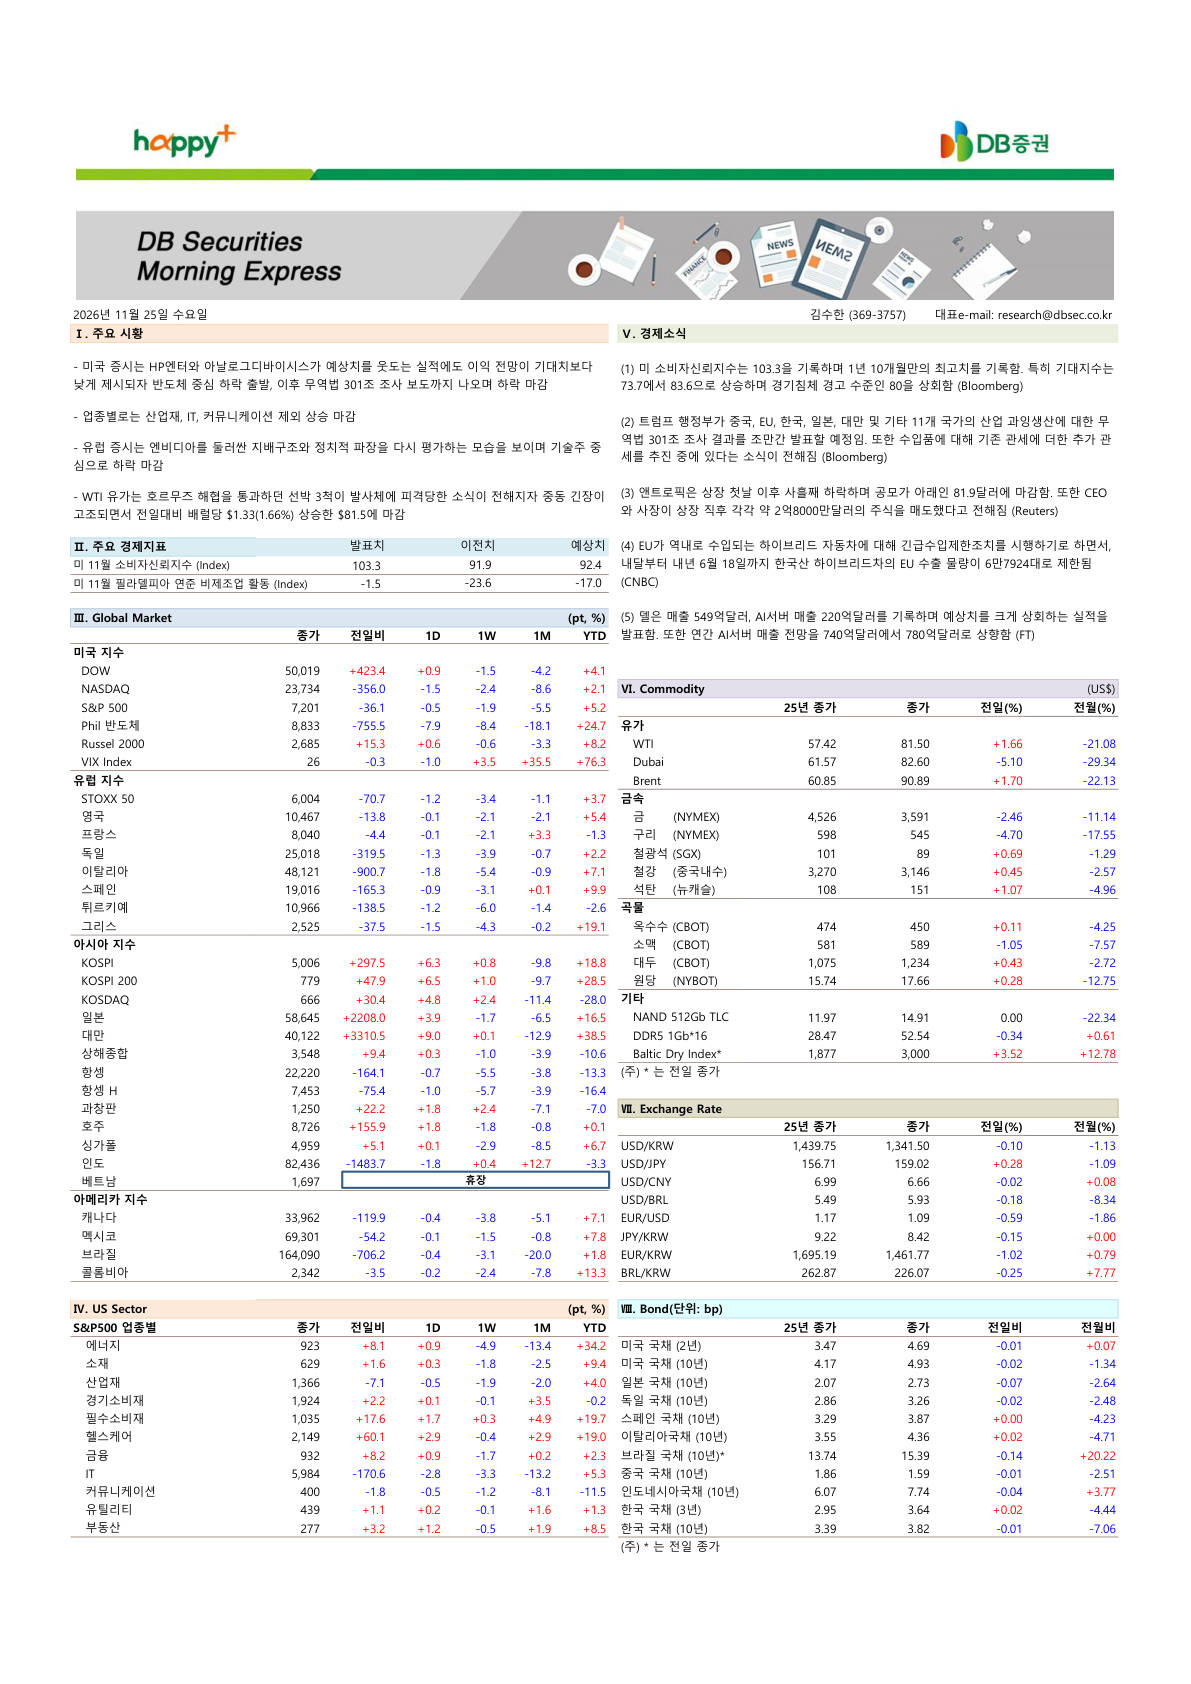 happy+
DB증권
DB Securities
Morning Express
NEWS
NEWS
FINANCE
NEWS
2026년 11월 25일 수요일
김수한 (369-3757) 대표e-mail: research@dbsec.co.kr
Ⅰ. 주요 시황
- 미국 증시는 HP엔터와 아날로그디바이시스가 예상치를 웃도는 실적에도 이익 전망이 기대치보다
낮게 제시되자 반도체 중심 하락 출발, 이후 무역법 301조 조사 보도까지 나오며 하락 마감
- 업종별로는 산업재, IT, 커뮤니케이션 제외 상승 마감
- 유럽 증시는 엔비디아를 둘러싼 지배구조와 정치적 파장을 다시 평가하는 모습을 보이며 기술주 중
심으로 하락 마감
- WTI 유가는 호르무즈 해협을 통과하던 선박 3척이 발사체에 피격당한 소식이 전해지자 중동 긴장이
고조되면서 전일대비 배럴당 $1.33(1.66%) 상승한 $81.5에 마감
Ⅱ. 주요 경제지표 발표치 이전치 예상치
미 11월 소비자신뢰지수 (Index) 103.3 91.9 92.4
미 11월 필라델피아 연준 비제조업 활동 (Index) -1.5 -23.6 -17.0
Ⅲ. Global Market (pt, %)
종가 전일비 1D 1W 1M YTD
미국 지수
DOW 50,019 +423.4 +0.9 -1.5 -4.2 +4.1
NASDAQ 23,734 -356.0 -1.5 -2.4 -8.6 +2.1
S&P 500 7,201 -36.1 -0.5 -1.9 -5.5 +5.2
Phil 반도체 8,833 -755.5 -7.9 -8.4 -18.1 +24.7
Russel 2000 2,685 +15.3 +0.6 -0.6 -3.3 +8.2
VIX Index 26 -0.3 -1.0 +3.5 +35.5 +76.3
유럽 지수
STOXX 50 6,004 -70.7 -1.2 -3.4 -1.1 +3.7
영국 10,467 -13.8 -0.1 -2.1 -2.1 +5.4
프랑스 8,040 -4.4 -0.1 -2.1 +3.3 -1.3
독일 25,018 -319.5 -1.3 -3.9 -0.7 +2.2
이탈리아 48,121 -900.7 -1.8 -5.4 -0.9 +7.1
스페인 19,016 -165.3 -0.9 -3.1 +0.1 +9.9
튀르키예 10,966 -138.5 -1.2 -6.0 -1.4 -2.6
그리스 2,525 -37.5 -1.5 -4.3 -0.2 +19.1
아시아 지수
KOSPI 5,006 +297.5 +6.3 +0.8 -9.8 +18.8
KOSPI 200 779 +47.9 +6.5 +1.0 -9.7 +28.5
KOSDAQ 666 +30.4 +4.8 +2.4 -11.4 -28.0
일본 58,645 +2208.0 +3.9 -1.7 -6.5 +16.5
대만 40,122 +3310.5 +9.0 +0.1 -12.9 +38.5
상해종합 3,548 +9.4 +0.3 -1.0 -3.9 -10.6
항셍 22,220 -164.1 -0.7 -5.5 -3.8 -13.3
항셍 H 7,453 -75.4 -1.0 -5.7 -3.9 -16.4
과창판 1,250 +22.2 +1.8 +2.4 -7.1 -7.0
호주 8,726 +155.9 +1.8 -1.8 -0.8 +0.1
싱가폴 4,959 +5.1 +0.1 -2.9 -8.5 +6.7
인도 82,436 -1483.7 -1.8 +0.4 +12.7 -3.3
베트남 1,697 휴장
아메리카 지수
캐나다 33,962 -119.9 -0.4 -3.8 -5.1 +7.1
멕시코 69,301 -54.2 -0.1 -1.5 -0.8 +7.8
브라질 164,090 -706.2 -0.4 -3.1 -20.0 +1.8
콜롬비아 2,342 -3.5 -0.2 -2.4 -7.8 +13.3
Ⅳ. US Sector (pt, %)
S&P500 업종별 종가 전일비 1D 1W 1M YTD
에너지 923 +8.1 +0.9 -4.9 -13.4 +34.2
소재 629 +1.6 +0.3 -1.8 -2.5 +9.4
산업재 1,366 -7.1 -0.5 -1.9 -2.0 +4.0
경기소비재 1,924 +2.2 +0.1 -0.1 +3.5 -0.2
필수소비재 1,035 +17.6 +1.7 +0.3 +4.9 +19.7
헬스케어 2,149 +60.1 +2.9 -0.4 +2.9 +19.0
금융 932 +8.2 +0.9 -1.7 +0.2 +2.3
IT 5,984 -170.6 -2.8 -3.3 -13.2 +5.3
커뮤니케이션 400 -1.8 -0.5 -1.2 -8.1 -11.5
유틸리티 439 +1.1 +0.2 -0.1 +1.6 +1.3
부동산 277 +3.2 +1.2 -0.5 +1.9 +8.5
Ⅴ. 경제소식
(1) 미 소비자신뢰지수는 103.3을 기록하며 1년 10개월만의 최고치를 기록함. 특히 기대지수는
73.7에서 83.6으로 상승하며 경기침체 경고 수준인 80을 상회함 (Bloomberg)
(2) 트럼프 행정부가 중국, EU, 한국, 일본, 대만 및 기타 11개 국가의 산업 과잉생산에 대한 무
역법 301조 조사 결과를 조만간 발표할 예정임. 또한 수입품에 대해 기존 관세에 더한 추가 관
세를 추진 중에 있다는 소식이 전해짐 (Bloomberg)
(3) 앤트로픽은 상장 첫날 이후 사흘째 하락하며 공모가 아래인 81.9달러에 마감함. 또한 CEO
와 사장이 상장 직후 각각 약 2억8000만달러의 주식을 매도했다고 전해짐 (Reuters)
(4) EU가 역내로 수입되는 하이브리드 자동차에 대해 긴급수입제한조치를 시행하기로 하면서,
내달부터 내년 6월 18일까지 한국산 하이브리드차의 EU 수출 물량이 6만7924대로 제한됨
(CNBC)
(5) 델은 매출 549억달러, AI서버 매출 220억달러를 기록하며 예상치를 크게 상회하는 실적을
발표함. 또한 연간 AI서버 매출 전망을 740억달러에서 780억달러로 상향함 (FT)
Ⅵ. Commodity (US$)
25년 종가 종가 전일(%) 전월(%)
유가
WTI 57.42 81.50 +1.66 -21.08
Dubai 61.57 82.60 -5.10 -29.34
Brent 60.85 90.89 +1.70 -22.13
금속
금 (NYMEX) 4,526 3,591 -2.46 -11.14
구리 (NYMEX) 598 545 -4.70 -17.55
철광석 (SGX) 101 89 +0.69 -1.29
철강 (중국내수) 3,270 3,146 +0.45 -2.57
석탄 (뉴캐슬) 108 151 +1.07 -4.96
곡물
옥수수 (CBOT) 474 450 +0.11 -4.25
소맥 (CBOT) 581 589 -1.05 -7.57
대두 (CBOT) 1,075 1,234 +0.43 -2.72
원당 (NYBOT) 15.74 17.66 +0.28 -12.75
기타
NAND 512Gb TLC 11.97 14.91 0.00 -22.34
DDR5 1Gb*16 28.47 52.54 -0.34 +0.61
Baltic Dry Index* 1,877 3,000 +3.52 +12.78
(주) * 는 전일 종가
Ⅶ. Exchange Rate
25년 종가 종가 전일(%) 전월(%)
USD/KRW 1,439.75 1,341.50 -0.10 -1.13
USD/JPY 156.71 159.02 +0.28 -1.09
USD/CNY 6.99 6.66 -0.02 +0.08
USD/BRL 5.49 5.93 -0.18 -8.34
EUR/USD 1.17 1.09 -0.59 -1.86
JPY/KRW 9.22 8.42 -0.15 +0.00
EUR/KRW 1,695.19 1,461.77 -1.02 +0.79
BRL/KRW 262.87 226.07 -0.25 +7.77
Ⅷ. Bond(단위: bp)
25년 종가 종가 전일비 전월비
미국 국채 (2년) 3.47 4.69 -0.01 +0.07
미국 국채 (10년) 4.17 4.93 -0.02 -1.34
일본 국채 (10년) 2.07 2.73 -0.07 -2.64
독일 국채 (10년) 2.86 3.26 -0.02 -2.48
스페인 국채 (10년) 3.29 3.87 +0.00 -4.23
이탈리아국채 (10년) 3.55 4.36 +0.02 -4.71
브라질 국채 (10년)* 13.74 15.39 -0.14 +20.22
중국 국채 (10년) 1.86 1.59 -0.01 -2.51
인도네시아국채 (10년) 6.07 7.74 -0.04 +3.77
한국 국채 (3년) 2.95 3.64 +0.02 -4.44
한국 국채 (10년) 3.39 3.82 -0.01 -7.06
(주) * 는 전일 종가